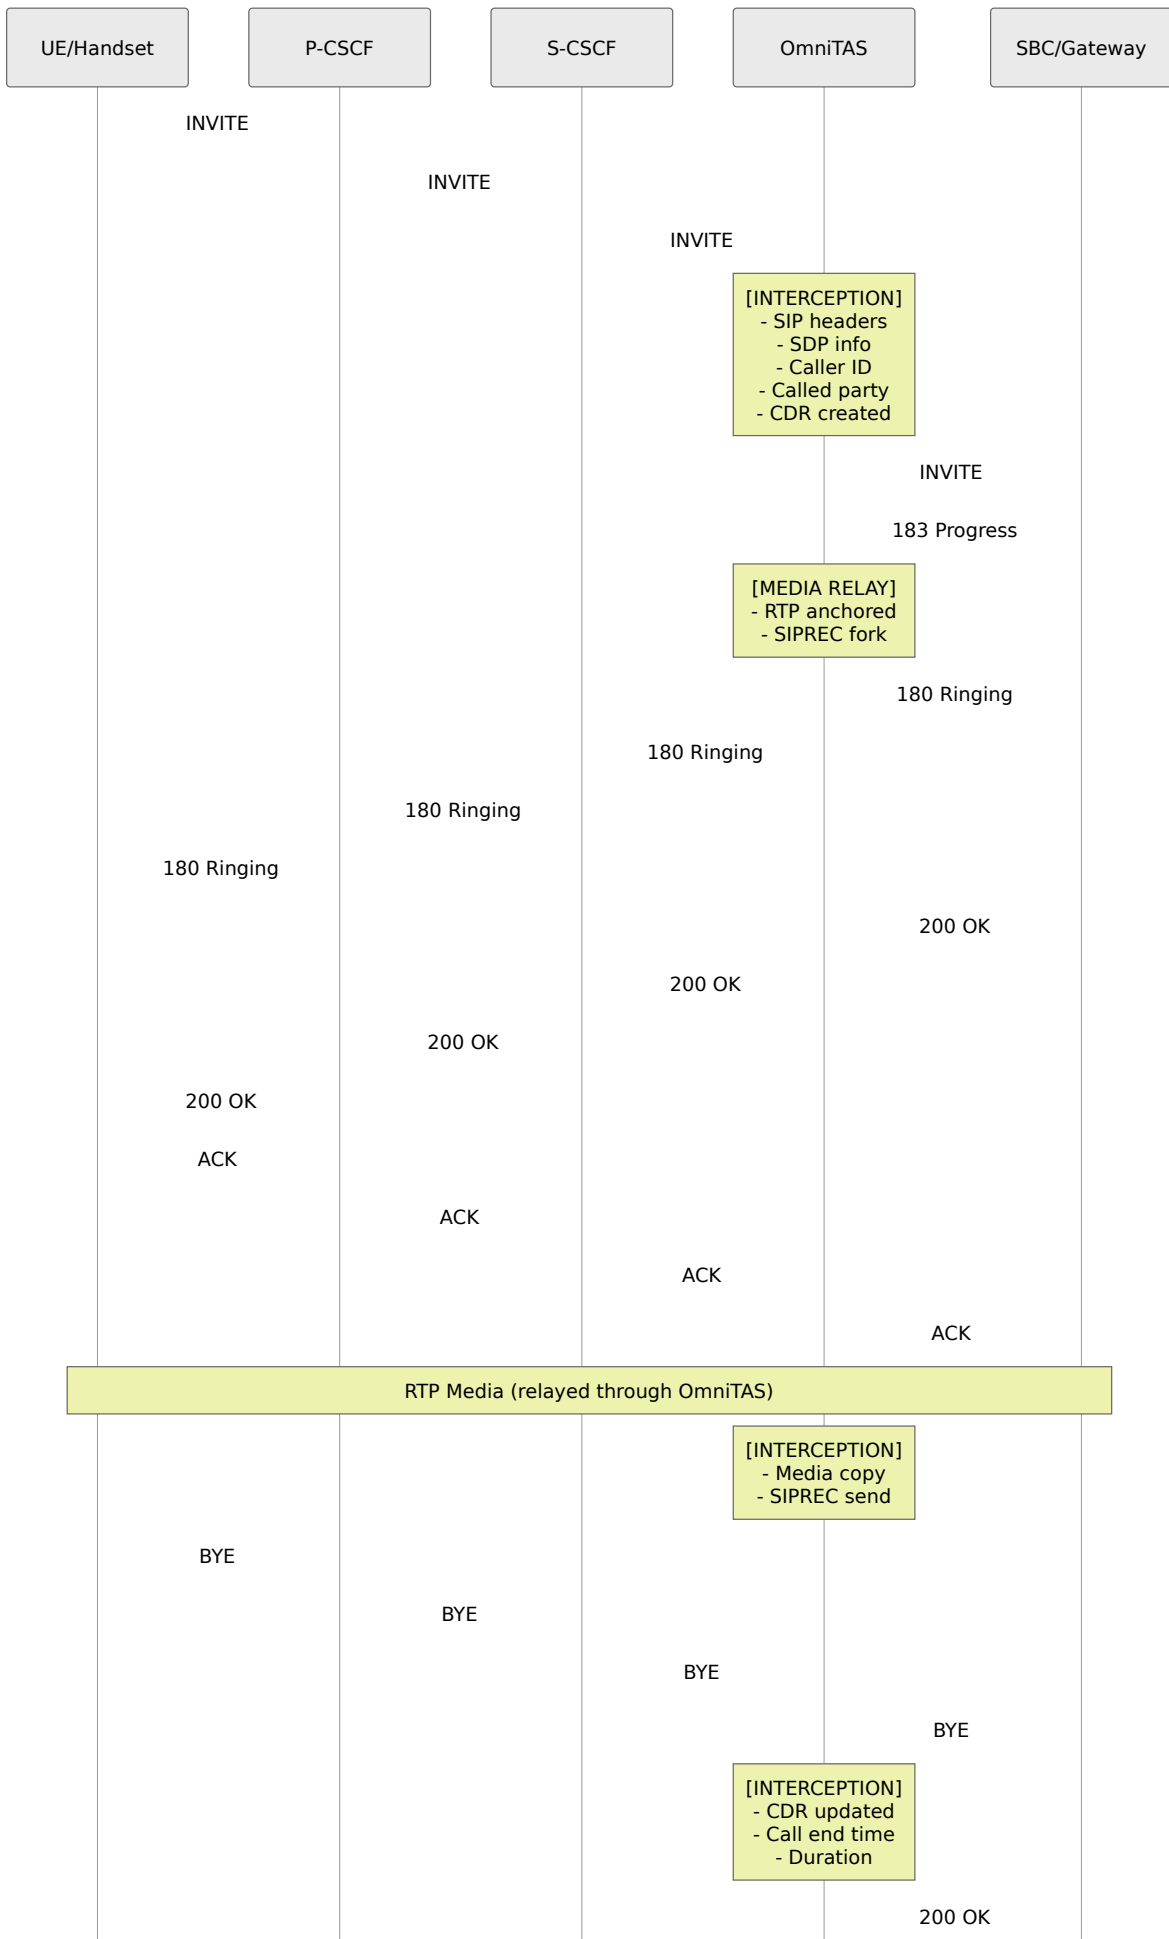 UE/Handset
P-CSCF
S-CSCF
OmniTAS
SBC/Gateway
INVITE
INVITE
INVITE
[INTERCEPTION]
- SIP headers
- SDP info
- Caller ID
- Called party
- CDR created
INVITE
183 Progress
[MEDIA RELAY]
- RTP anchored
- SIPREC fork
180 Ringing
180 Ringing
180 Ringing
180 Ringing
200 OK
200 OK
200 OK
200 OK
ACK
ACK
ACK
ACK
RTP Media (relayed through OmniTAS)
[INTERCEPTION]
- Media copy
- SIPREC send
BYE
BYE
BYE
BYE
[INTERCEPTION]
- CDR updated
- Call end time
- Duration
200 OK